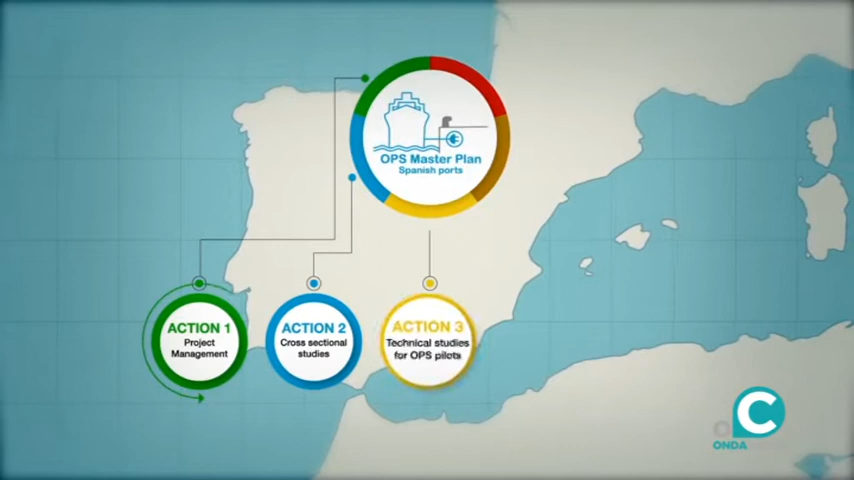 OPS Master Plan
Spanish ports
ACTION 1
Project
Management
ACTION 2
Cross sectional
studies
ACTION 3
Technical studies
for OPS pilots
C
ONDA